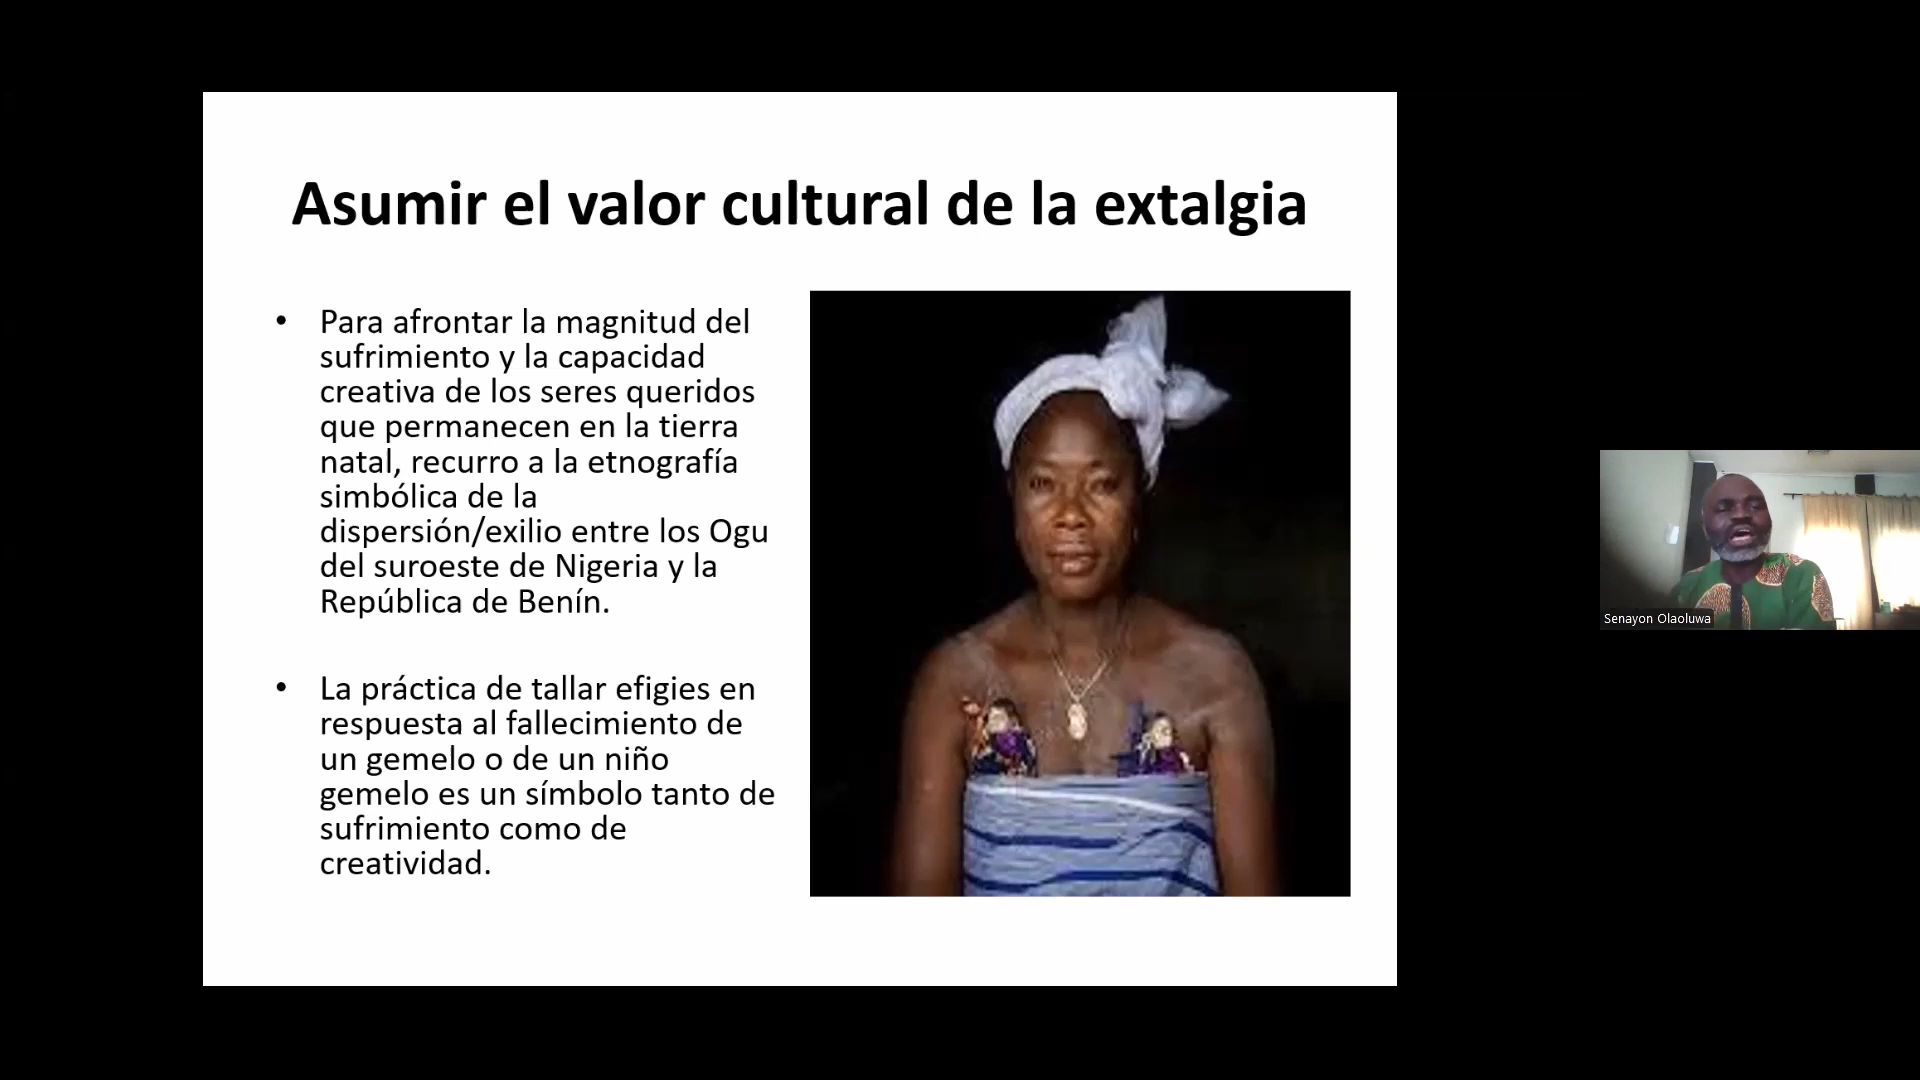 Asumir el valor cultural de la extalgia
• Para afrontar la magnitud del
sufrimiento y la capacidad
creativa de los seres queridos
que permanecen en la tierra
natal, recurro a la etnografía
simbólica de la
dispersión/exilio entre los Ogu
del suroeste de Nigeria y la
República de Benín.
• La práctica de tallar efigies en
respuesta al fallecimiento de
un gemelo o de un niño
gemelo es un símbolo tanto de
sufrimiento como de
creatividad.
Senayon Olaoluwa